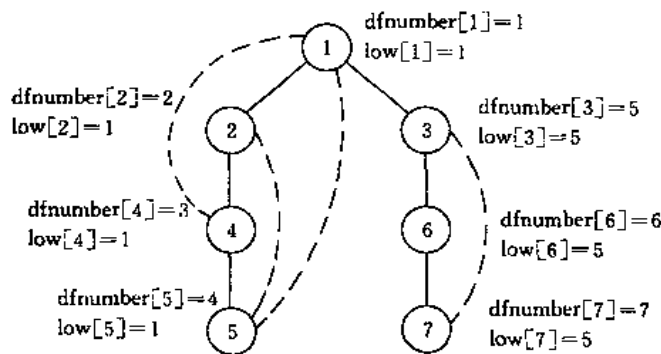 dfnumber[1]=1
1
low[1]=1
dfnumber[2]=2
low[2]=1
2
3
dfnumber[3]=5
low[3]=5
dfnumber[4]=3
low[4]=1
4
6
dfnumber[6]=6
low[6]=5
dfnumber[5]=4
low[5]=1
5
7
dfnumber[7]=7
low[7]=5